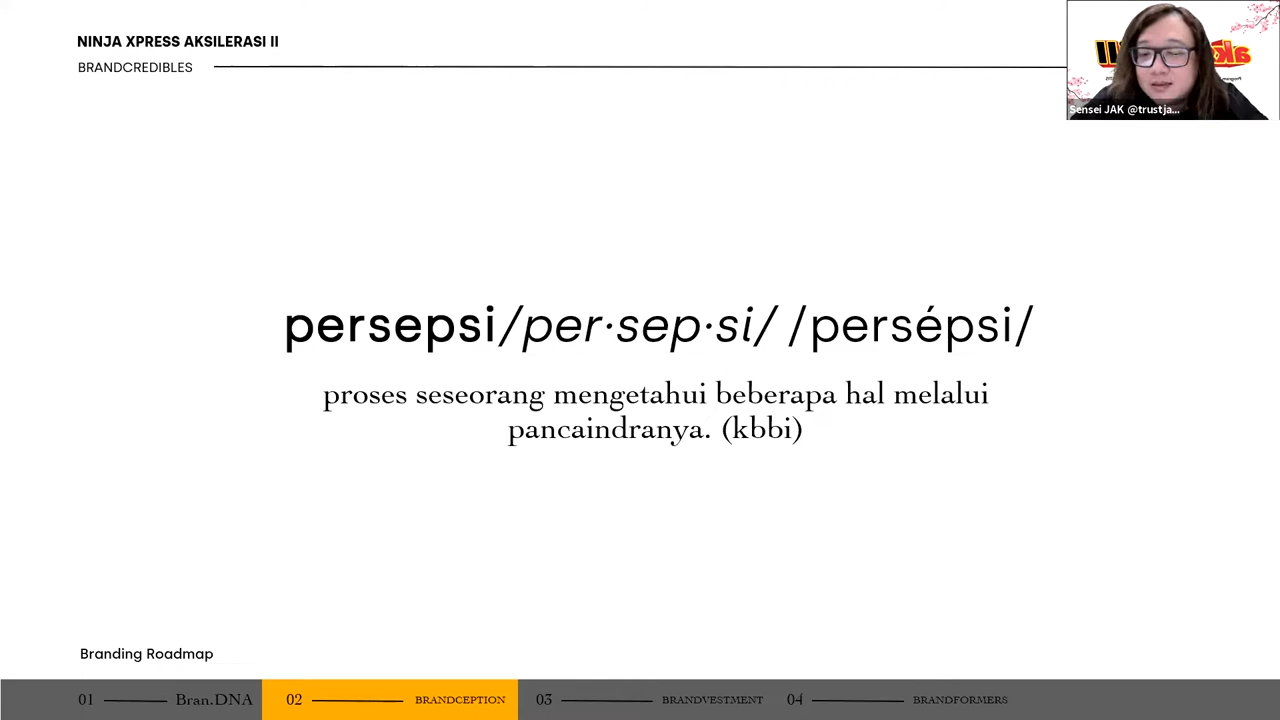 NINJA XPRESS AKSILERASI II
BRANDCREDIBLES
Sensei JAK @trustja...
persepsi/per·sep·si/ /persépsi/
proses seseorang mengetahui beberapa hal melalui
pancaindranya. (kbbi)
Branding Roadmap
01 Bran.DNA 02 BRANDCEPTION 03 BRANDVESTMENT 04 BRANDFORMERS